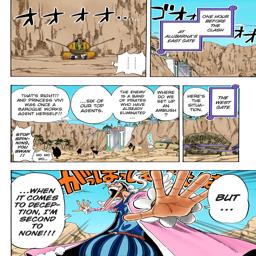 ONE HOUR
BEFORE
THE
CLASH
AT
ALUBARNA'S
EAST
GATE
ゴオオ...
オオオ...
...
THE
WEST
GATE
HERE'S
THE
SITUA-
TION.
WHERE
DO WE
SET UP
AN
AMBUSH
?
THE ENEMY
IS A BAND
OF PIRATES
WHO HAVE
ALREADY
ELIMINATED
...SIX OF
OUR TOP
AGENTS.
THAT'S RIGHT!!
AND PRINCESS VIVI
WAS ONCE A
BAROQUE
WORKS
AGENT HERSELF!!
STOP
SPIN-
NING,
YOU
SWAN
!!
BUT...
...WHEN
IT COMES
TO
DECEP-
TION, I'M
SECOND
TO
NONE!!!